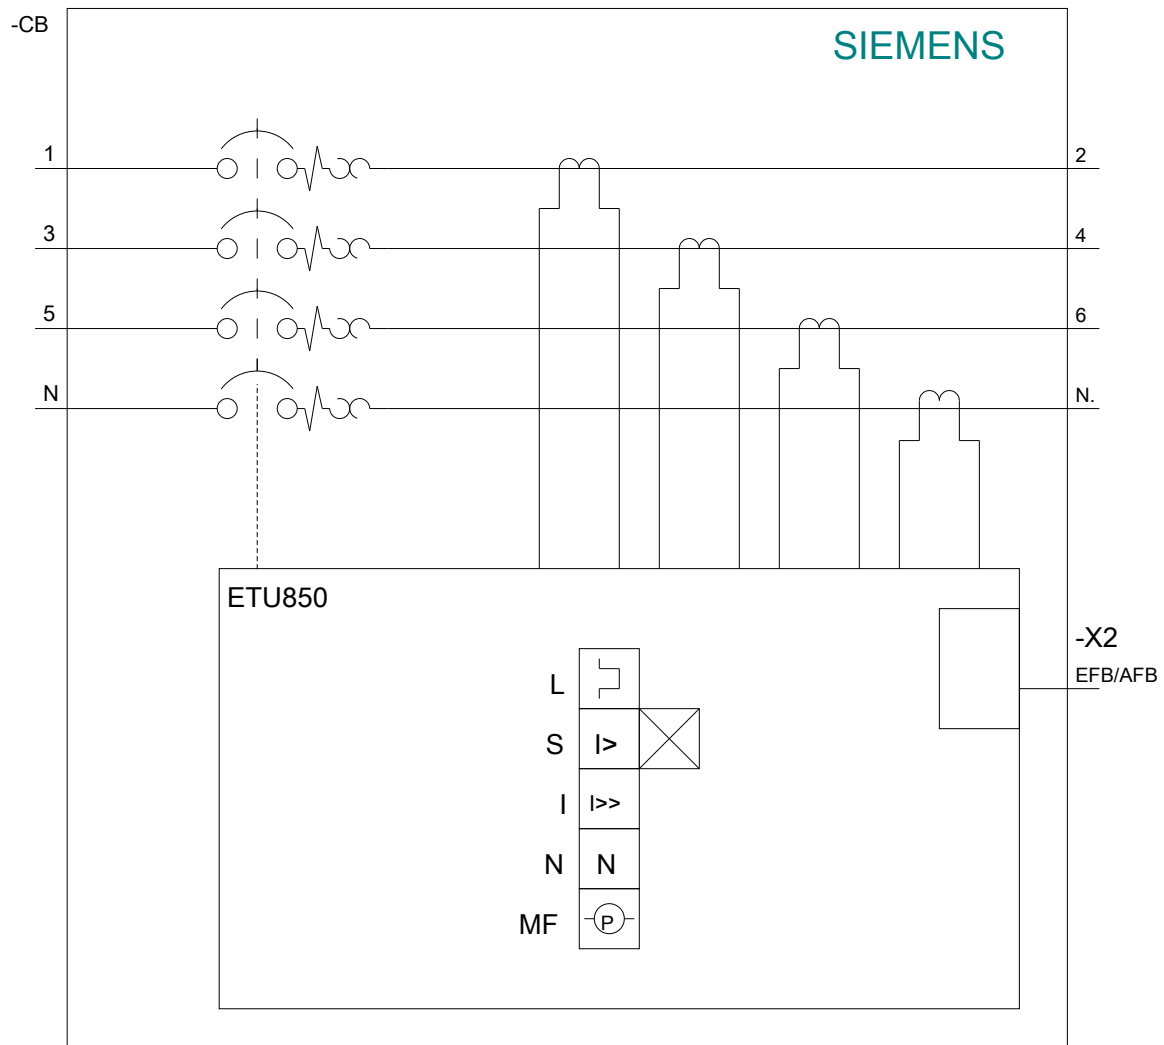 -CB
SIEMENS
1
2
3
4
5
6
N
N.
ETU850
-X2
EFB/AFB
L
S I>
I I>>
N N
MF P